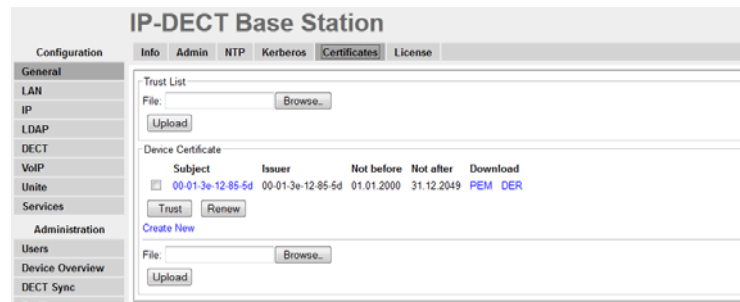 IP-DECT Base Station
Configuration
Info Admin NTP Kerberos Certificates License
General
LAN
IP
LDAP
DECT
VoIP
Unite
Services
Administration
Users
Device Overview
DECT Sync
Trust List
File: Browse..
Upload
Device Certificate
Subject Issuer Not before Not after Download
00-01-3e-12-85-5d 00-01-3e-12-85-5d 01.01.2000 31.12.2049 PEM DER
Trust Renew
Create New
File: Browse..
Upload